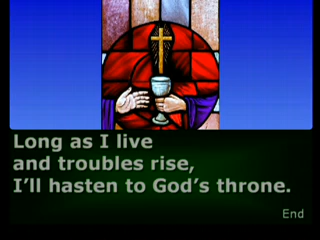 Long as I live
and troubles rise,
I'll hasten to God's throne.
End